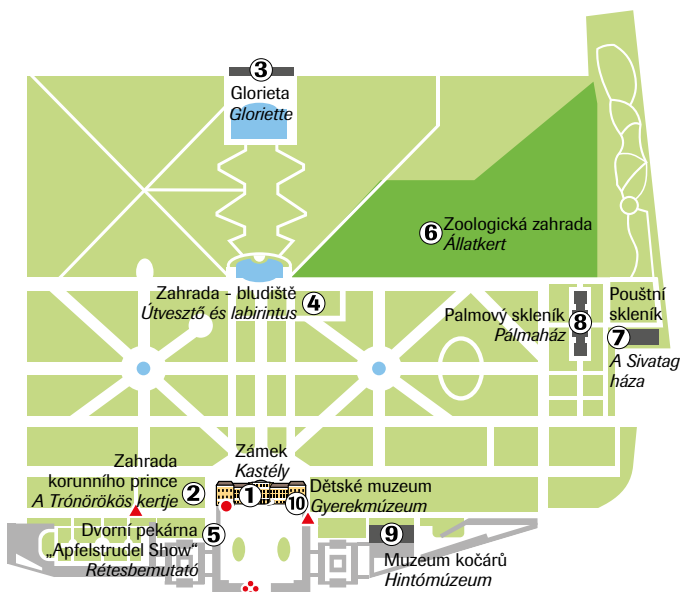 3
Glorieta
Gloriette
6
Zoologická zahrada
Állatkert
Zahrada - bludiště
Útvesztő és labirintus
4
Palmový skleník
Pálmaház
8
Pouštní
skleník
7
A Sivatag
háza
Zahrada
korunního prince
A Trónörökös kertje
2
Zámek
Kastély
1
10
Dětské muzeum
Gyerekmúzeum
Dvorní pekárna
„Apfelstrudel Show“
Rétesbemutató
5
9
Muzeum kočárů
Hintómúzeum